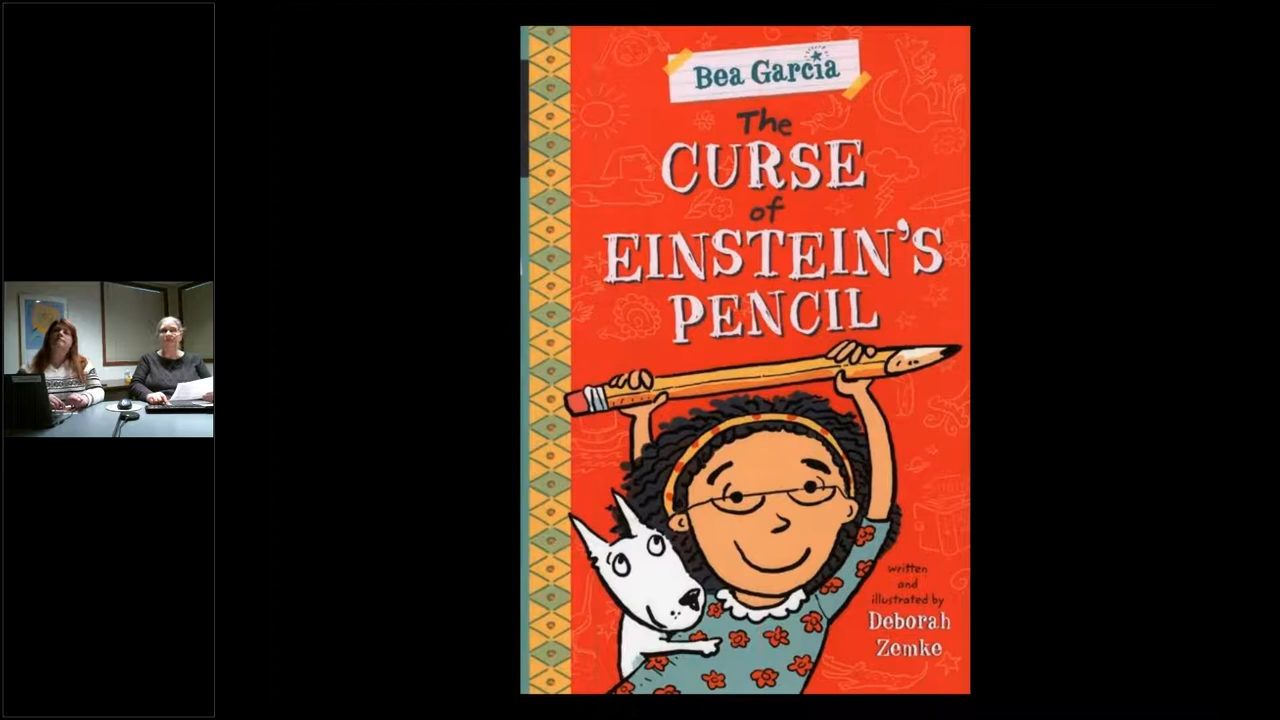 Bea Garcia
The
CURSE
of
EINSTEIN'S
PENCIL
written
and
illustrated by
Deborah
Zemke